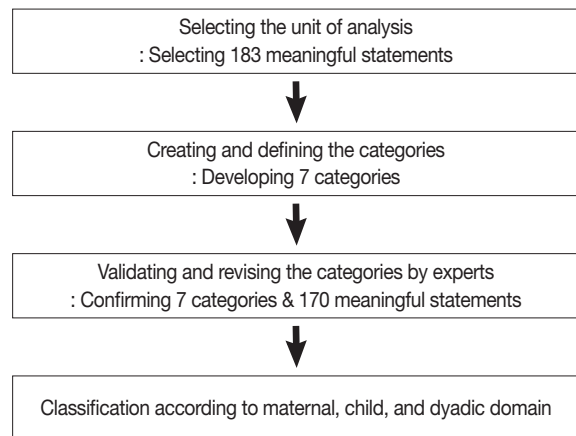 Selecting the unit of analysis
: Selecting 183 meaningful statements
Creating and defining the categories
: Developing 7 categories
Validating and revising the categories by experts
: Confirming 7 categories & 170 meaningful statements
Classification according to maternal, child, and dyadic domain